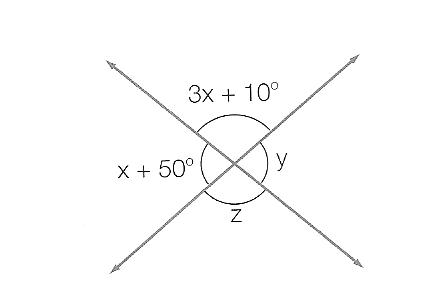 3x + 10°
x + 50°
y
z